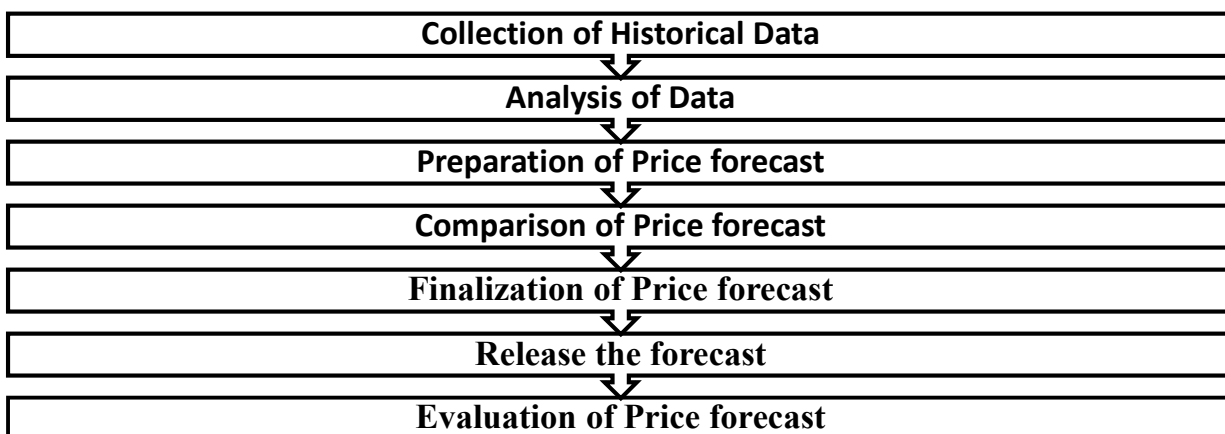 Collection of Historical Data
Analysis of Data
Preparation of Price forecast
Comparison of Price forecast
Finalization of Price forecast
Release the forecast
Evaluation of Price forecast